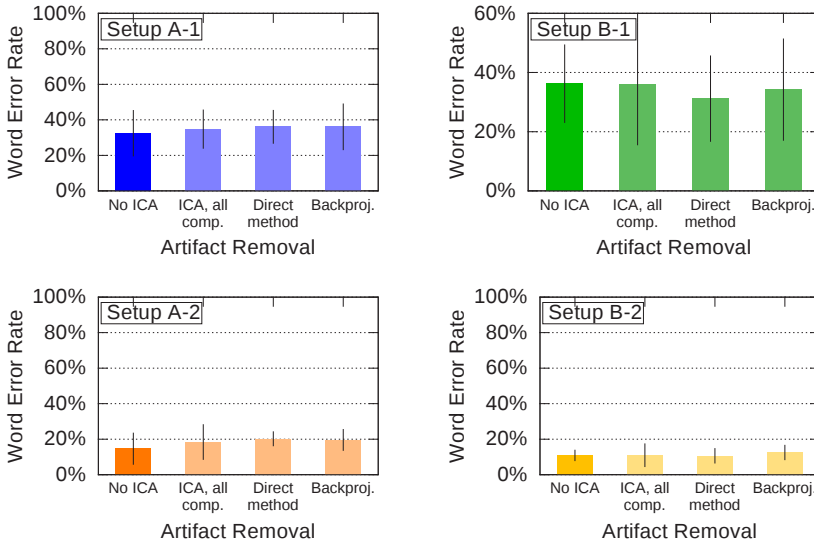 100%
80%
60%
40%
20%
0%
Word Error Rate
Setup A-1
No ICA
ICA, all
comp.
Direct
method
Backproj.
Artifact Removal
60%
40%
20%
0%
Word Error Rate
Setup B-1
No ICA
ICA, all
comp.
Direct
method
Backproj.
Artifact Removal
100%
80%
60%
40%
20%
0%
Word Error Rate
Setup A-2
No ICA
ICA, all
comp.
Direct
method
Backproj.
Artifact Removal
100%
80%
60%
40%
20%
0%
Word Error Rate
Setup B-2
No ICA
ICA, all
comp.
Direct
method
Backproj.
Artifact Removal